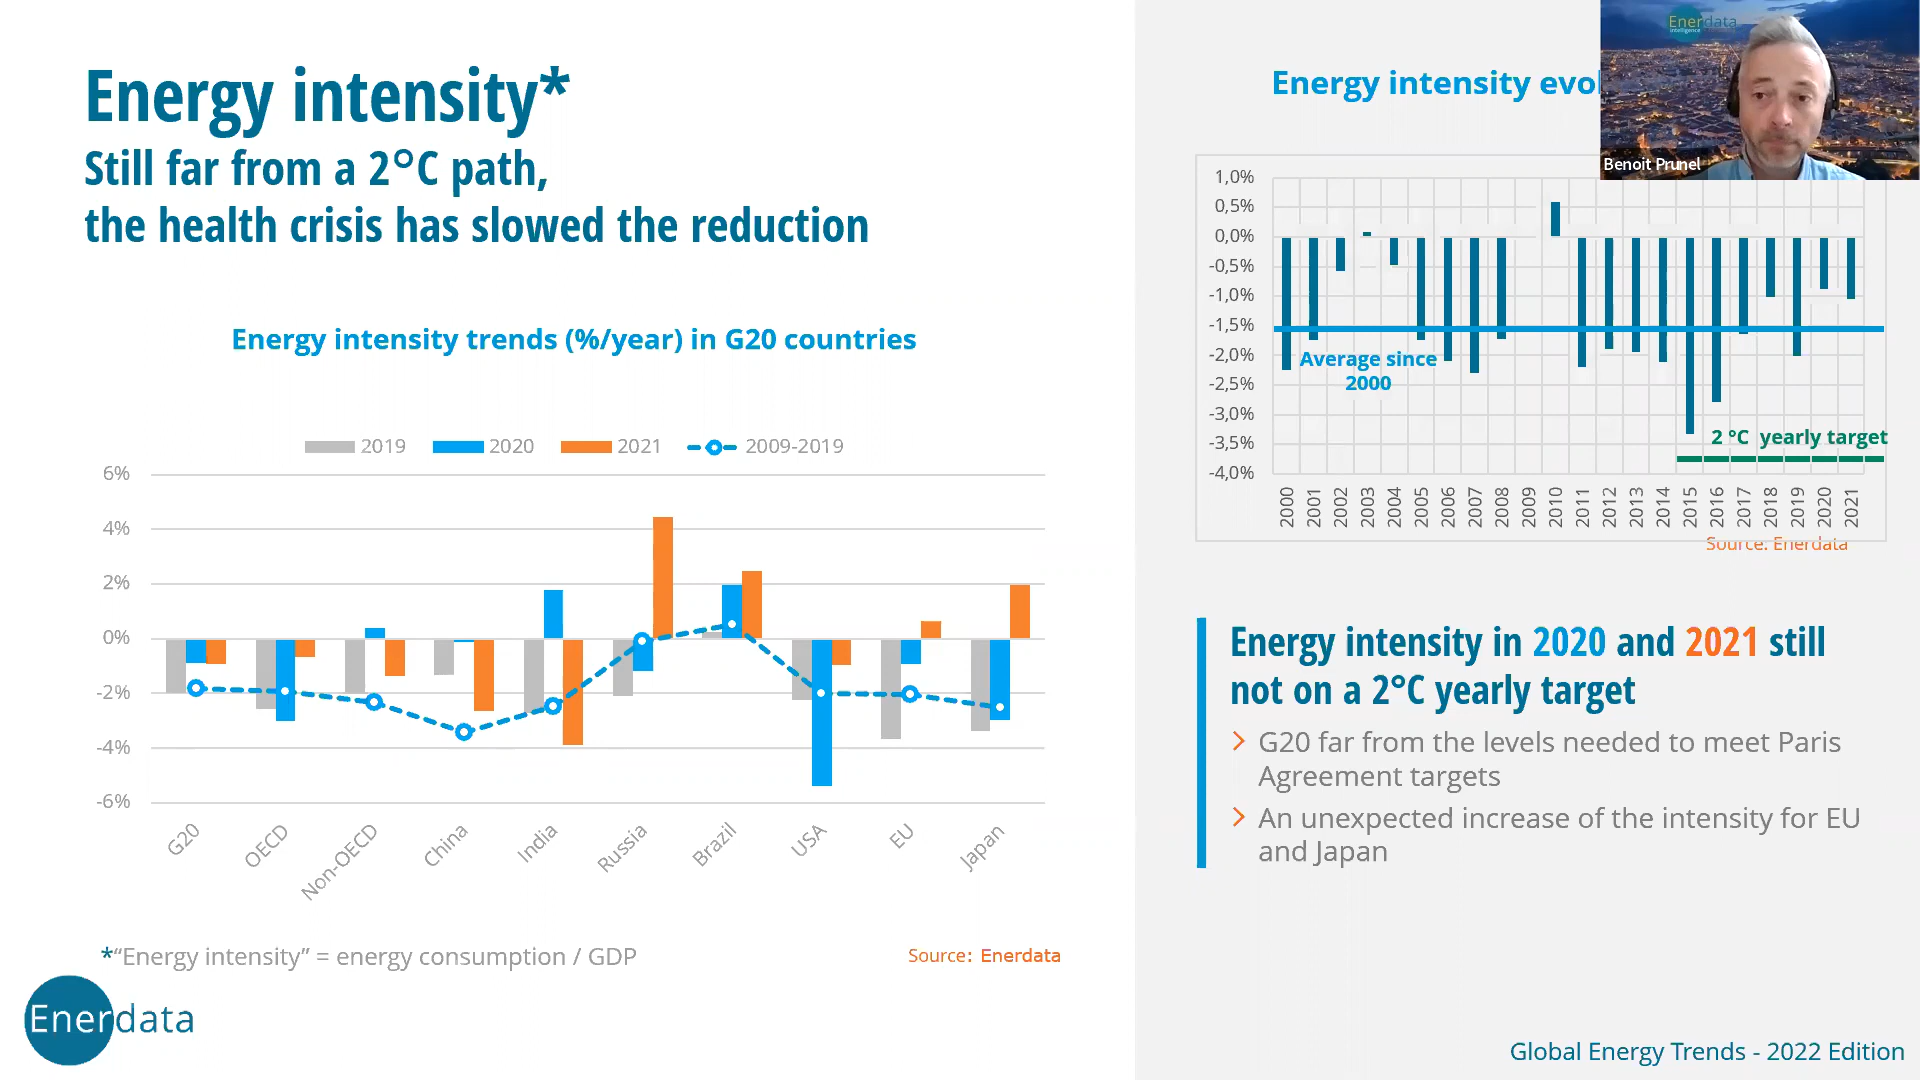 Energy intensity*
Still far from a 2°C path,
the health crisis has slowed the reduction
Energy intensity trends (%/year) in G20 countries
2019
2020
2021
2009-2019
6%
4%
2%
0%
-2%
-4%
-6%
G20
OECD
Non-OECD
China
India
Russia
Brazil
USA
EU
Japan
*“Energy intensity” = energy consumption / GDP
Source: Enerdata
Enerdata
Energy intensity
Enerdata
intelligence
Benoit Prunel
1,0%
0,5%
0,0%
-0,5%
-1,0%
-1,5%
-2,0%
-2,5%
-3,0%
-3,5%
-4,0%
Average since
2000
2 °C yearly target
2000
2001
2002
2003
2004
2005
2006
2007
2008
2009
2010
2011
2012
2013
2014
2015
2016
2017
2018
2019
2020
2021
Source: Enerdata
Energy intensity in 2020 and 2021 still
not on a 2°C yearly target
G20 far from the levels needed to meet Paris
Agreement targets
An unexpected increase of the intensity for EU
and Japan
Global Energy Trends - 2022 Edition